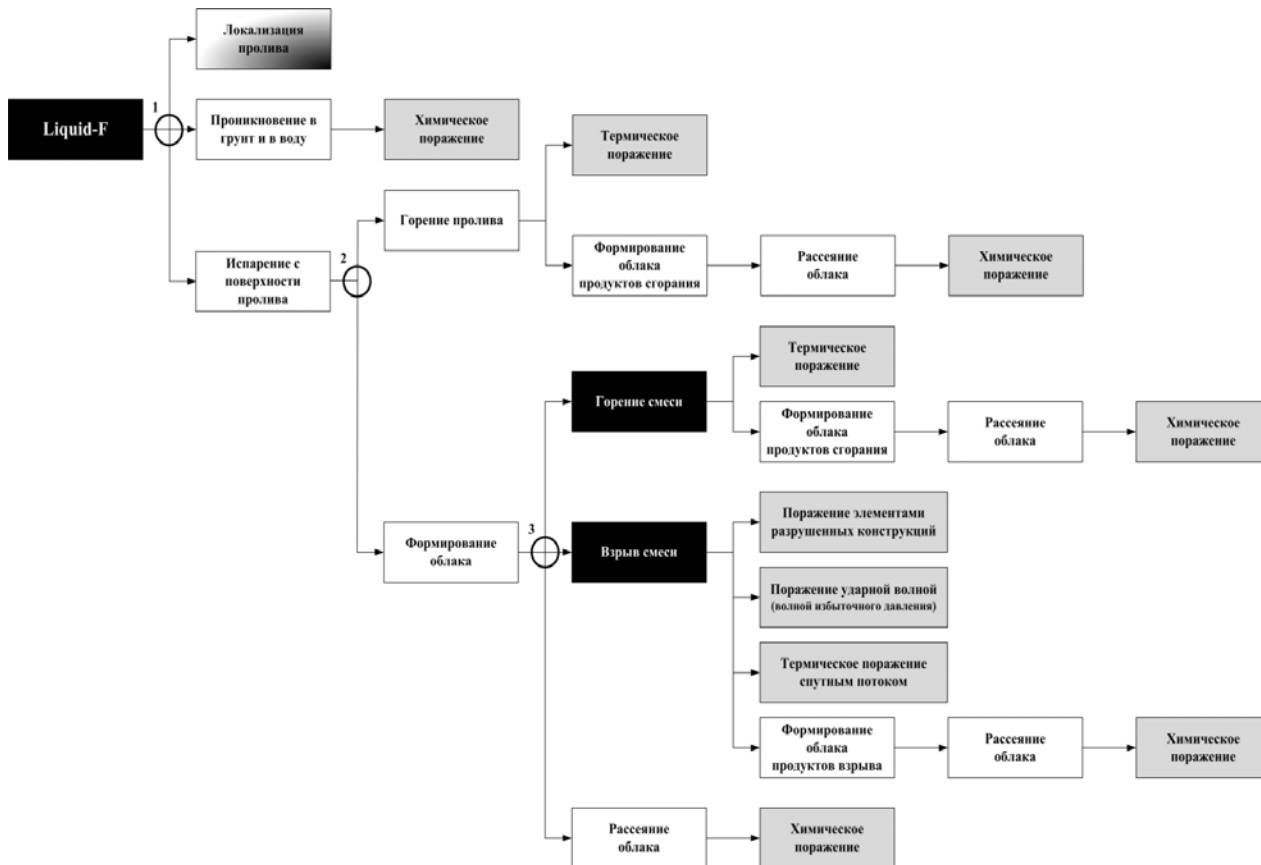 Локализация
пролива
1
Liquid-F
Проникновение в
грунт и в воду
Химическое
поражение
Термическое
поражение
Горение пролива
2
Испарение с
поверхности
пролива
Формирование
облака
продуктов сгорания
Рассеяние
облака
Химическое
поражение
Термическое
поражение
Горение смеси
Формирование
облака
продуктов сгорания
Рассеяние
облака
Химическое
поражение
Поражение элементами
разрушенных конструкций
3
Формирование
облака
Взрыв смеси
Поражение ударной волной
(волной избыточного давления)
Термическое поражение
спутным потоком
Формирование
облака
продуктов взрыва
Рассеяние
облака
Химическое
поражение
Рассеяние
облака
Химическое
поражение